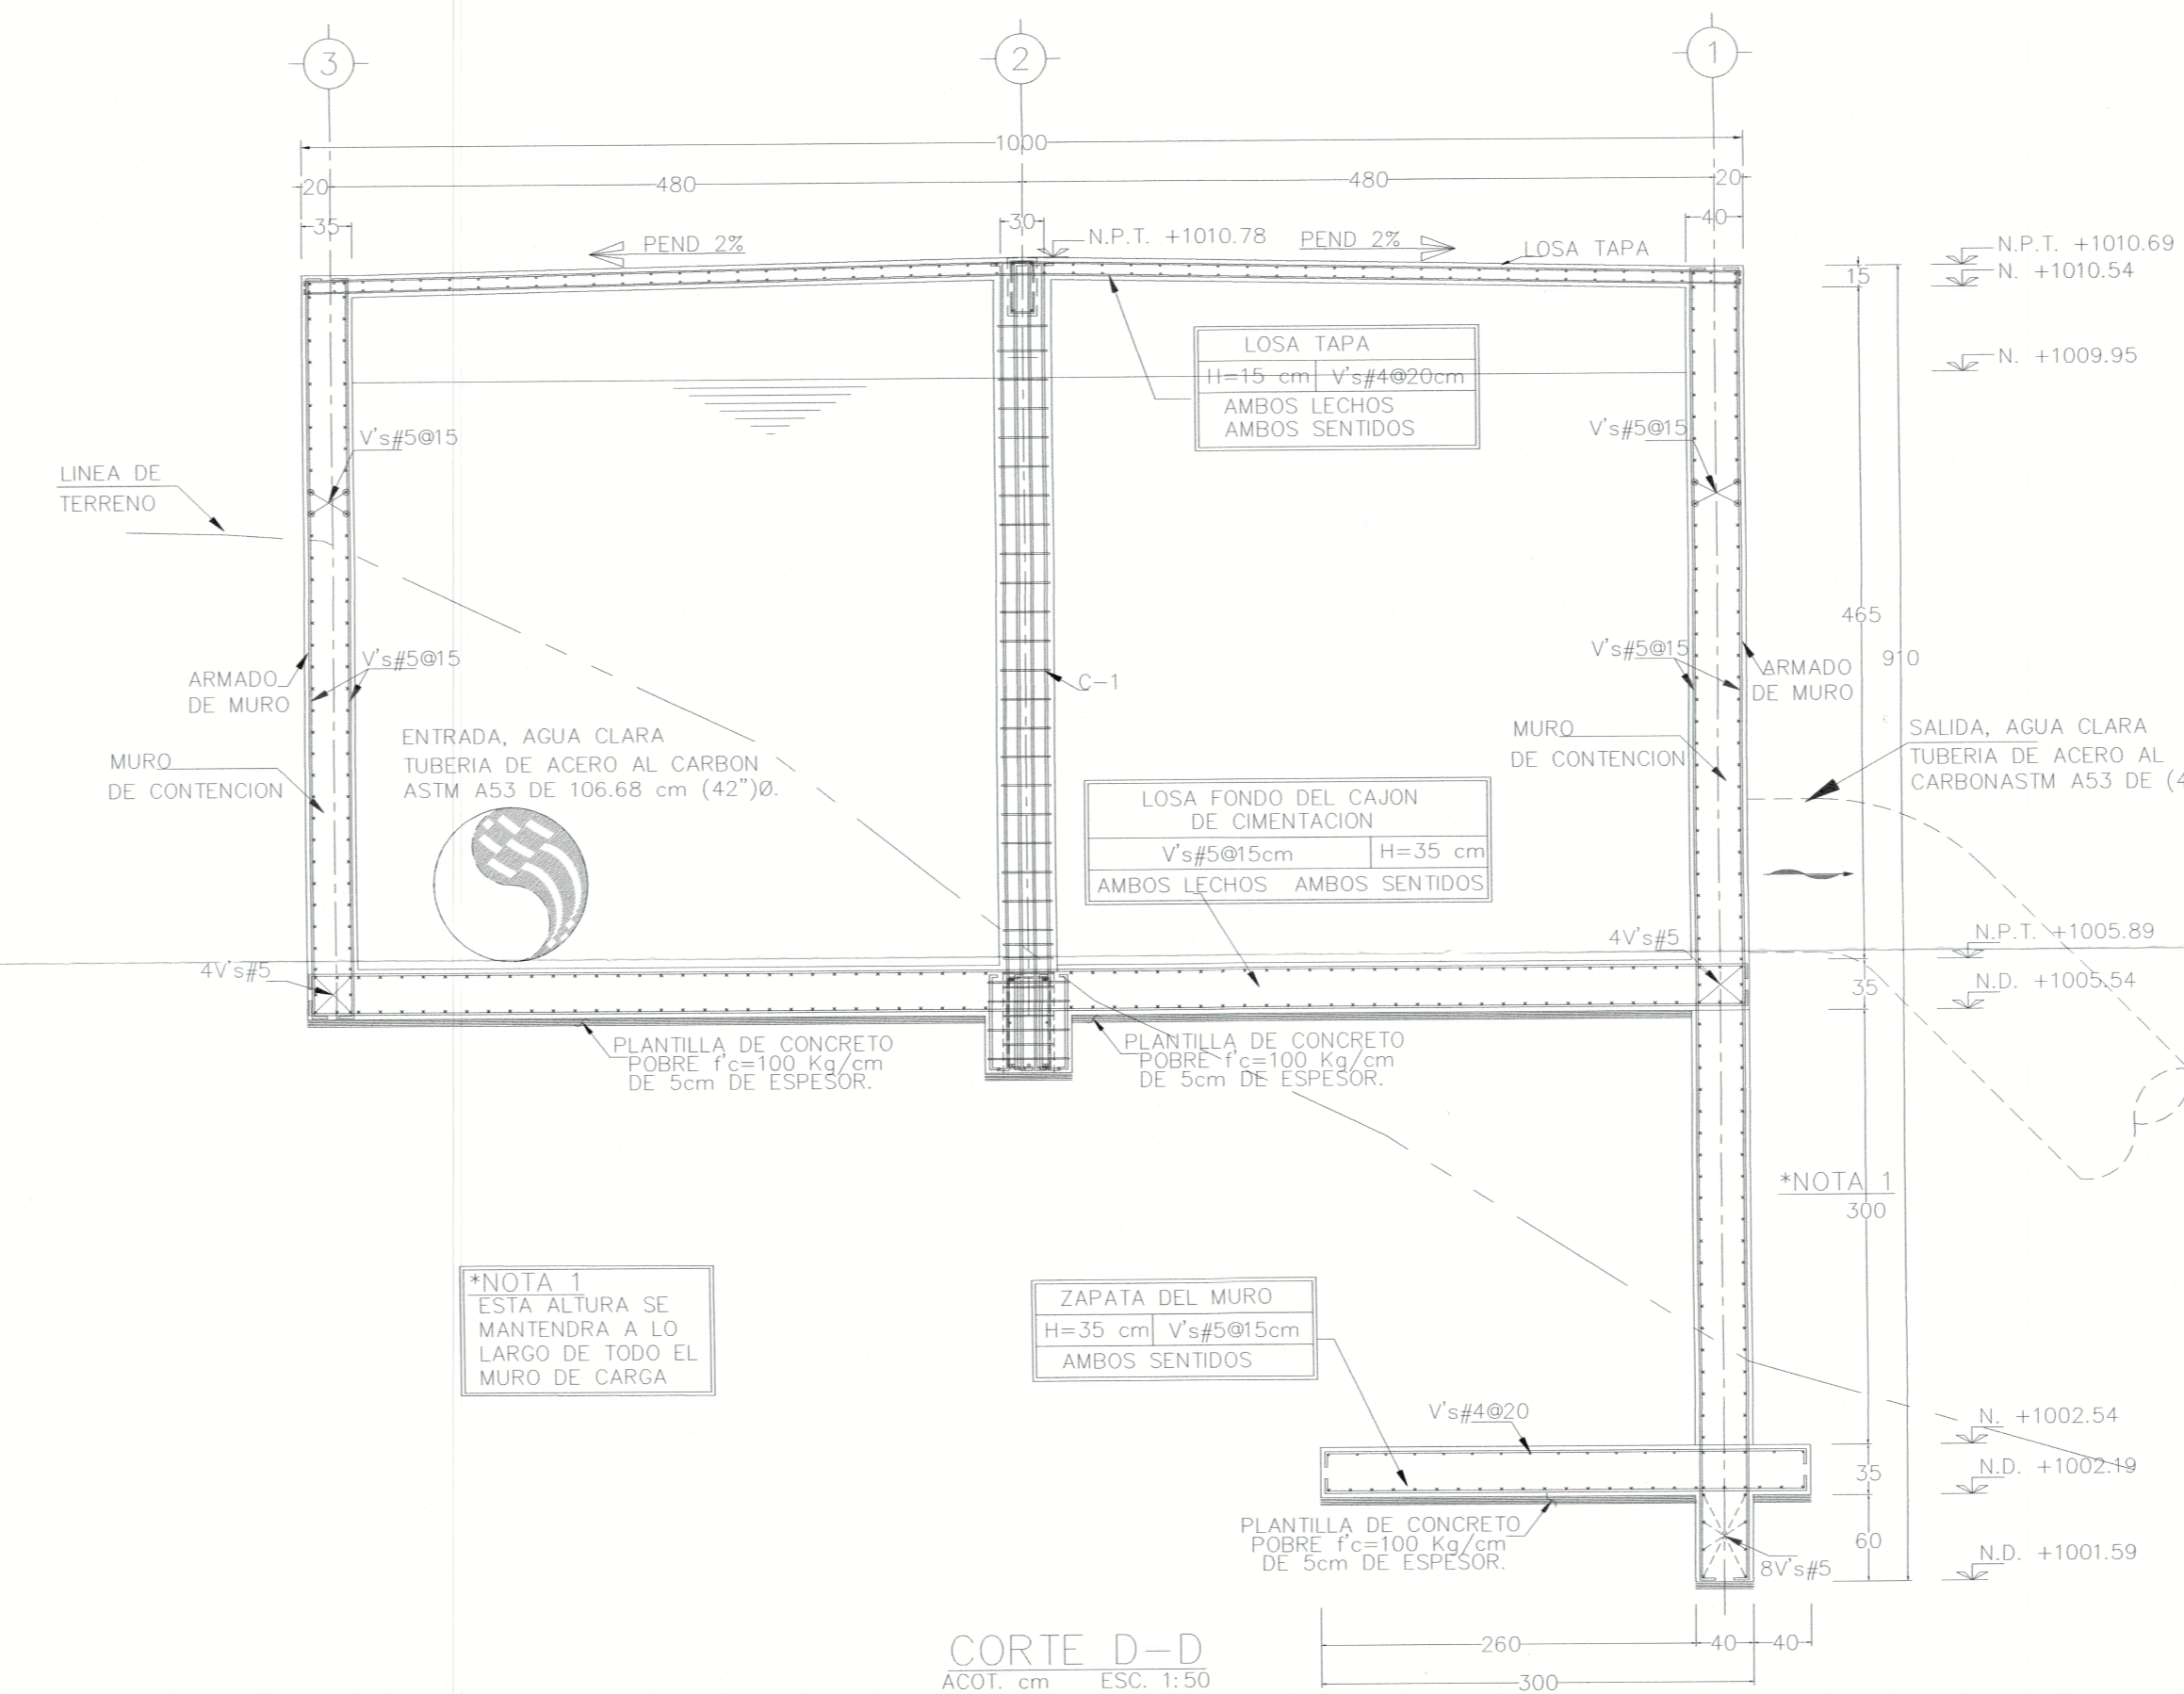 3
2
1
1000
20
480
480
20
35
30
40
PEND 2%
N.P.T. +1010.78
PEND 2%
LOSA TAPA
N.P.T. +1010.69
N. +1010.54
15
N. +1009.95
LOSA TAPA
H=15 cm V's#4@20cm
AMBOS LECHOS
AMBOS SENTIDOS
V's#5@15
V's#5@15
LINEA DE
TERRENO
465
910
V's#5@15
V's#5@15
ARMADO
DE MURO
ARMADO
DE MURO
C-1
ENTRADA, AGUA CLARA
TUBERIA DE ACERO AL CARBON
ASTM A53 DE 106.68 cm (42")Ø.
MURO
DE CONTENCION
MURO
DE CONTENCION
SALIDA, AGUA CLARA
TUBERIA DE ACERO AL
CARBONASTM A53 DE (4
LOSA FONDO DEL CAJON
DE CIMENTACION
V's#5@15cm H=35 cm
AMBOS LECHOS AMBOS SENTIDOS
4V's#5
4V's#5
N.P.T. +1005.89
35
N.D. +1005.54
PLANTILLA DE CONCRETO
POBRE f'c=100 Kg/cm
DE 5cm DE ESPESOR.
PLANTILLA DE CONCRETO
POBRE f'c=100 Kg/cm
DE 5cm DE ESPESOR.
*NOTA 1
300
*NOTA 1
ESTA ALTURA SE
MANTENDRA A LO
LARGO DE TODO EL
MURO DE CARGA
ZAPATA DEL MURO
H=35 cm V's#5@15cm
AMBOS SENTIDOS
V's#4@20
N. +1002.54
35
N.D. +1002.19
PLANTILLA DE CONCRETO
POBRE f'c=100 Kg/cm
DE 5cm DE ESPESOR.
60
8V's#5
N.D. +1001.59
260
40
40
300
CORTE D-D
ACOT. cm ESC. 1:50